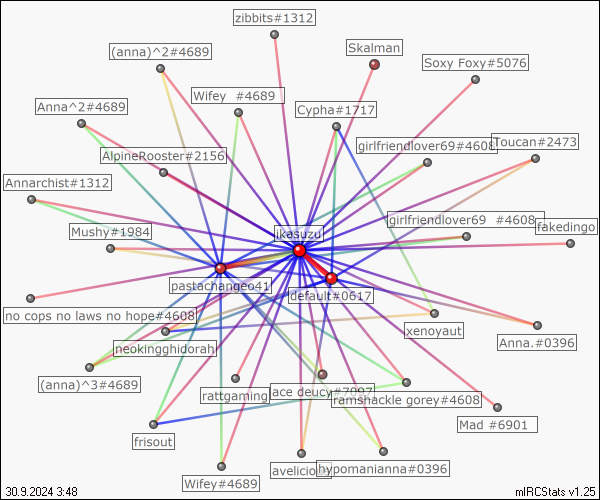 zibbits#1312
(anna)^2#4689
Skalman
Soxy Foxy#5076
Wifey  #4689
Anna^2#4689
Cypha#1717
girlfriendlover69#4608
Toucan#2473
AlpineRooster#2156
Annarchist#1312
girlfriendlover69  #4608
fakedingo
Mushy#1984
ikasuzu
pastachangeo41
default#0617
no cops no laws no hope#4608
xenoyaut
neokingghidorah
Anna.#0396
(anna)^3#4689
rattgaming
ace deucy#7097
ramshackle gorey#4608
Mad #6901
frisout
hypomanianna#0396
Wifey#4689
30.9.2024 3:48
mIRCStats v1.25